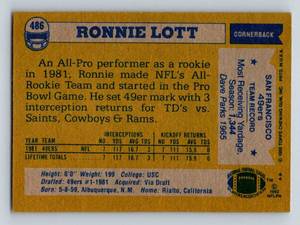 486
RONNIE LOTT
CORNERBACK
An All-Pro performer as a rookie
in 1981, Ronnie made NFL's All-
Rookie Team and started in the Pro
Bowl Game. He set 49er mark with 3
interception returns for TD's vs.
Saints, Cowboys & Rams.
INTERCEPTIONS KICKOFF RETURNS
YEAR TEAM NO YDS AVG TD NO YDS AVG TD
1981 49ERS 7 117 16.7 3 7 111 15.9 0
LIFETIME TOTALS 7 117 16.7 3 7 111 15.9 0
Height: 6'0" Weight: 199 College: USC
Drafted: 49ers #1-1981 Acquired: Via Draft
Born: 5-8-59, Albuquerque, N.M. Home: Rialto, California
SAN FRANCISCO
49ers
TEAM RECORD
Most Receiving Yardage,
Season: 1,344
Dave Parks 1965